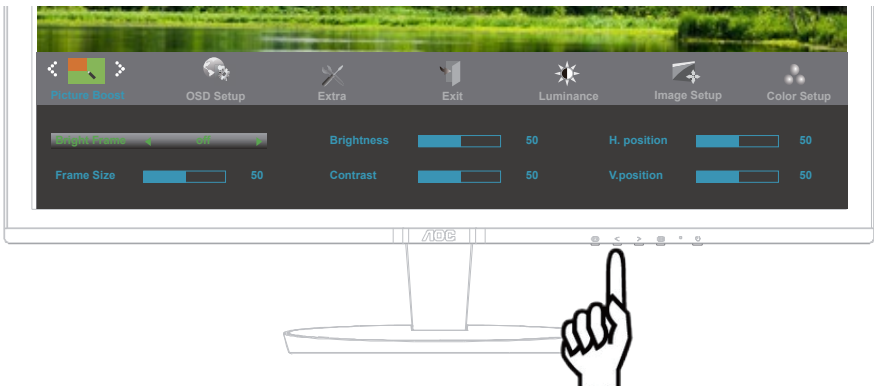 Picture Boost OSD Setup Extra Exit Luminance Image Setup Color Setup
Bright Frame off Brightness 50 H. position 50
Frame Size 50 Contrast 50 V.position 50
AOC
< >